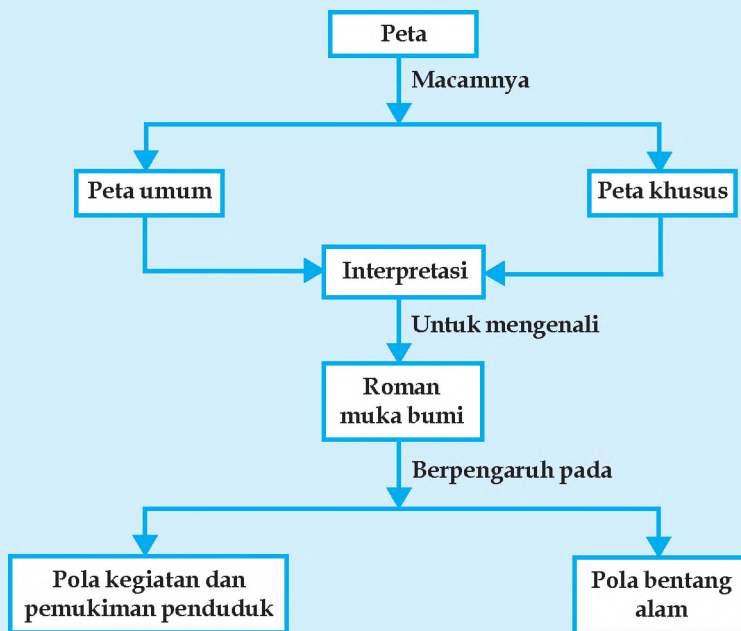 Peta
Macamnya
Peta umum
Peta khusus
Interpretasi
Untuk mengenali
Roman
muka bumi
Berpengaruh pada
Pola kegiatan dan
pemukiman penduduk
Pola bentang
alam